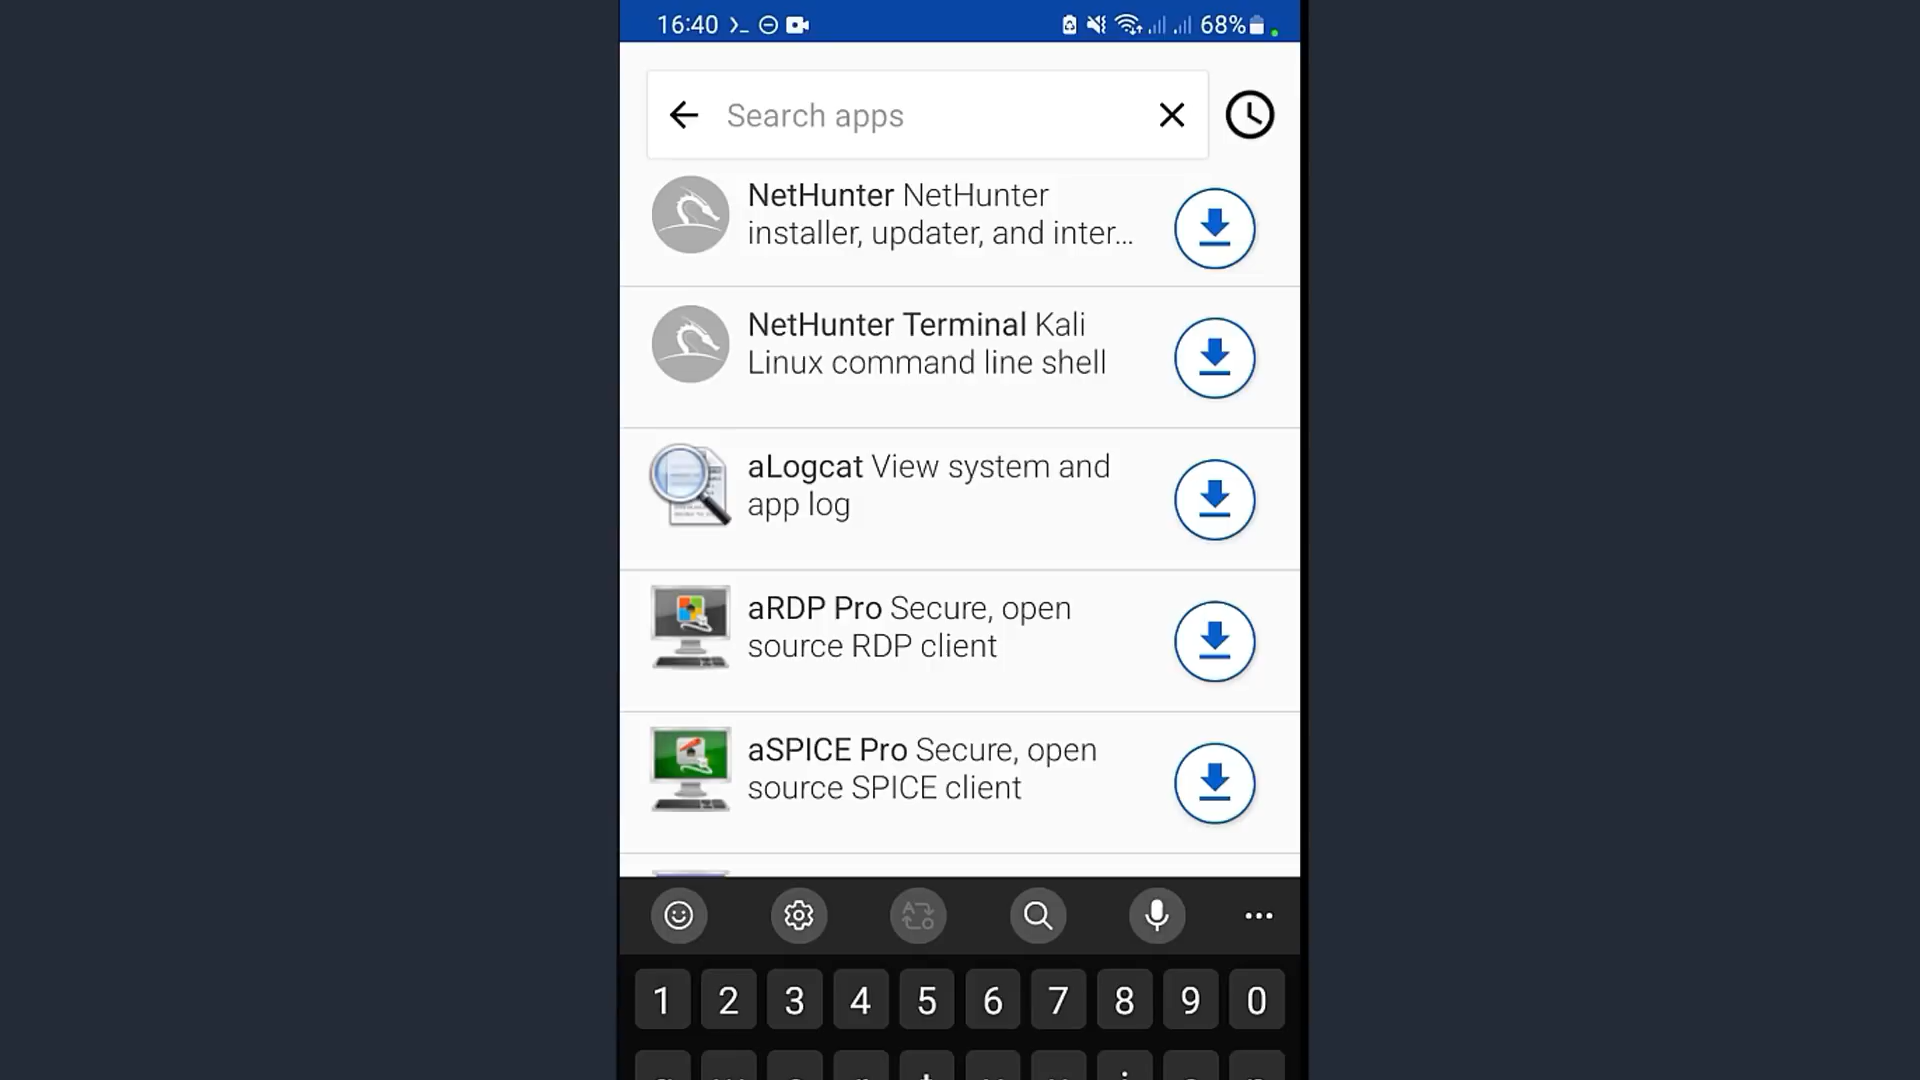 16:40
68%
Search apps
NetHunter NetHunter
installer, updater, and inter...
NetHunter Terminal Kali
Linux command line shell
aLogcat View system and
app log
aRDP Pro Secure, open
source RDP client
aSPICE Pro Secure, open
source SPICE client
1 2 3 4 5 6 7 8 9 0